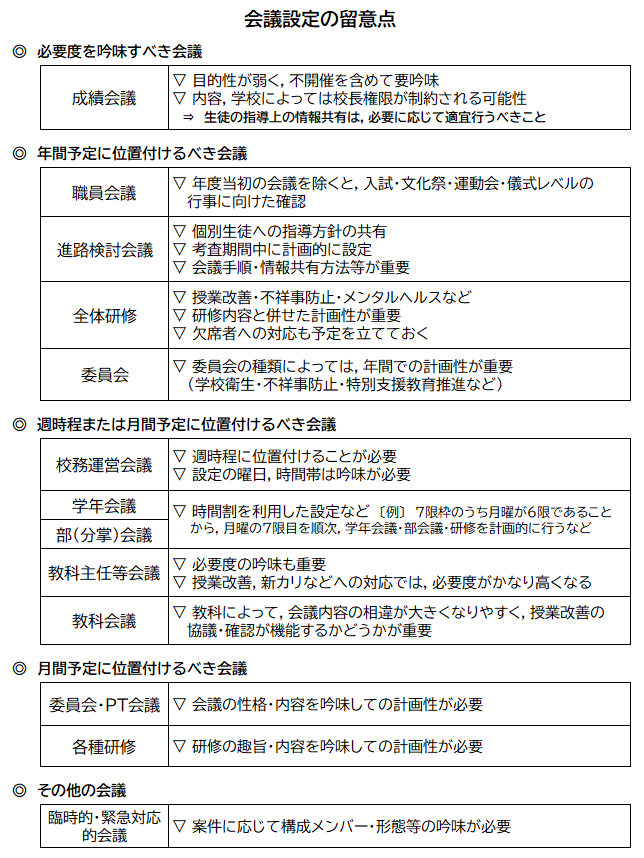 会議設定の留意点
◎ 必要度を吟味すべき会議
成績会議
▽ 目的性が弱く, 不開催を含めて要吟味
▽ 内容, 学校によっては校長権限が制約される可能性
⇒ 生徒の指導上の情報共有は, 必要に応じて適宜行うべきこと
◎ 年間予定に位置付けるべき会議
職員会議
▽ 年度当初の会議を除くと, 入試・文化祭・運動会・儀式レベルの
行事に向けた確認
進路検討会議
▽ 個別生徒への指導方針の共有
▽ 考査期間中に計画的に設定
▽ 会議手順・情報共有方法等が重要
全体研修
▽ 授業改善・不祥事防止・メンタルヘルスなど
▽ 研修内容と併せた計画性が重要
▽ 欠席者への対応も予定を立てておく
委員会
▽ 委員会の種類によっては, 年間での計画性が重要
(学校衛生・不祥事防止・特別支援教育推進など)
◎ 週時程または月間予定に位置付けるべき会議
校務運営会議
▽ 週時程に位置付けることが必要
▽ 設定の曜日, 時間帯は吟味が必要
学年会議
部(分掌)会議
▽ 時間割を利用した設定など 〔例〕 7限枠のうち月曜が6限であること
から, 月曜の7限目を順次, 学年会議・部会議・研修を計画的に行うなど
教科主任等会議
▽ 必要度の吟味も重要
▽ 授業改善, 新カリなどへの対応では, 必要度がかなり高くなる
教科会議
▽ 教科によって, 会議内容の相違が大きくなりやすく, 授業改善の
協議・確認が機能するかどうかが重要
◎ 月間予定に位置付けるべき会議
委員会・PT会議
▽ 会議の性格・内容を吟味しての計画性が必要
各種研修
▽ 研修の趣旨・内容を吟味しての計画性が必要
◎ その他の会議
臨時的・緊急対応
的会議
▽ 案件に応じて構成メンバー・形態等の吟味が必要